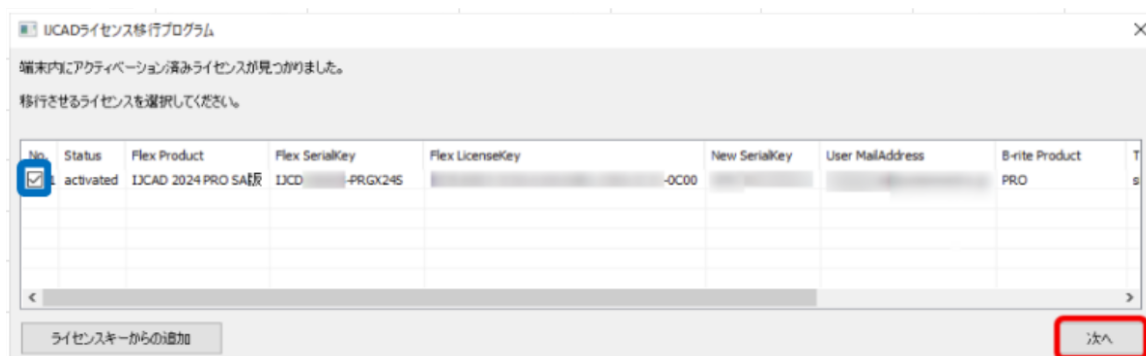 IJCADライセンス移行プログラム
端末内にアクティベーション済みライセンスが見つかりました。
移行させるライセンスを選択してください。
No. Status Flex Product Flex SerialKey Flex LicenseKey New SerialKey User MailAddress B-rite Product T
1 activated IJCAD 2024 PRO SA版 IJCD -PRGX24S -0C00 PRO s
ライセンスキーからの追加 次へ